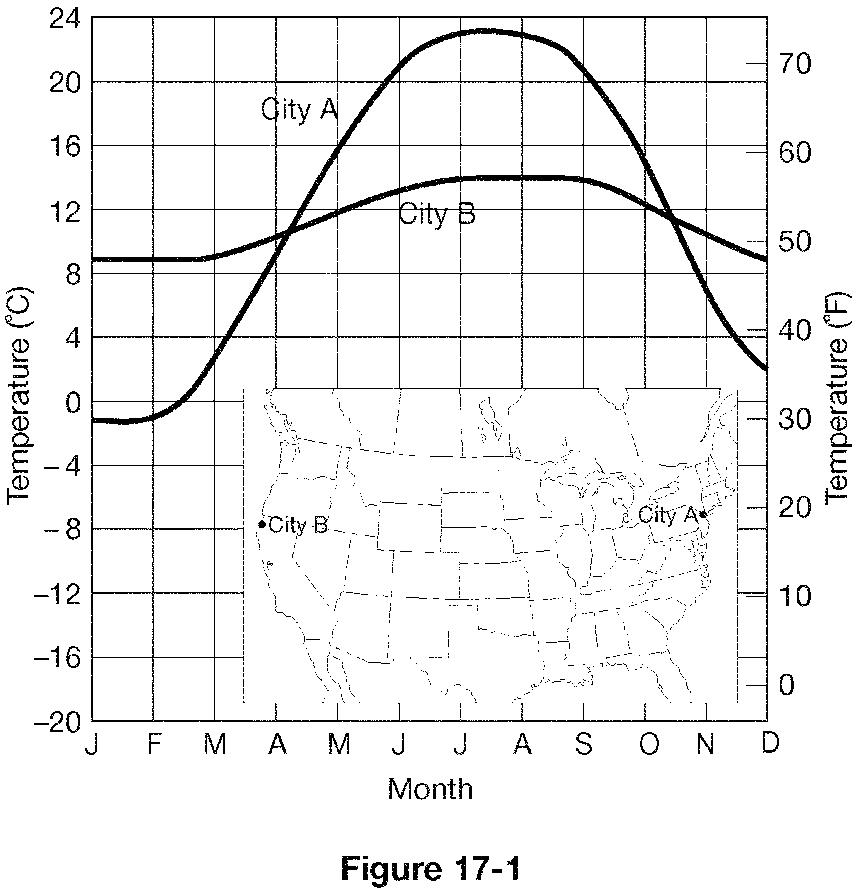 24
20
16
12
8
4
0
–4
–8
–12
–16
–20
Temperature (°C)
70
60
50
40
30
20
10
0
Temperature (°F)
City A
City B
City B
City A
J F M A M J J A S O N D
Month
Figure 17-1